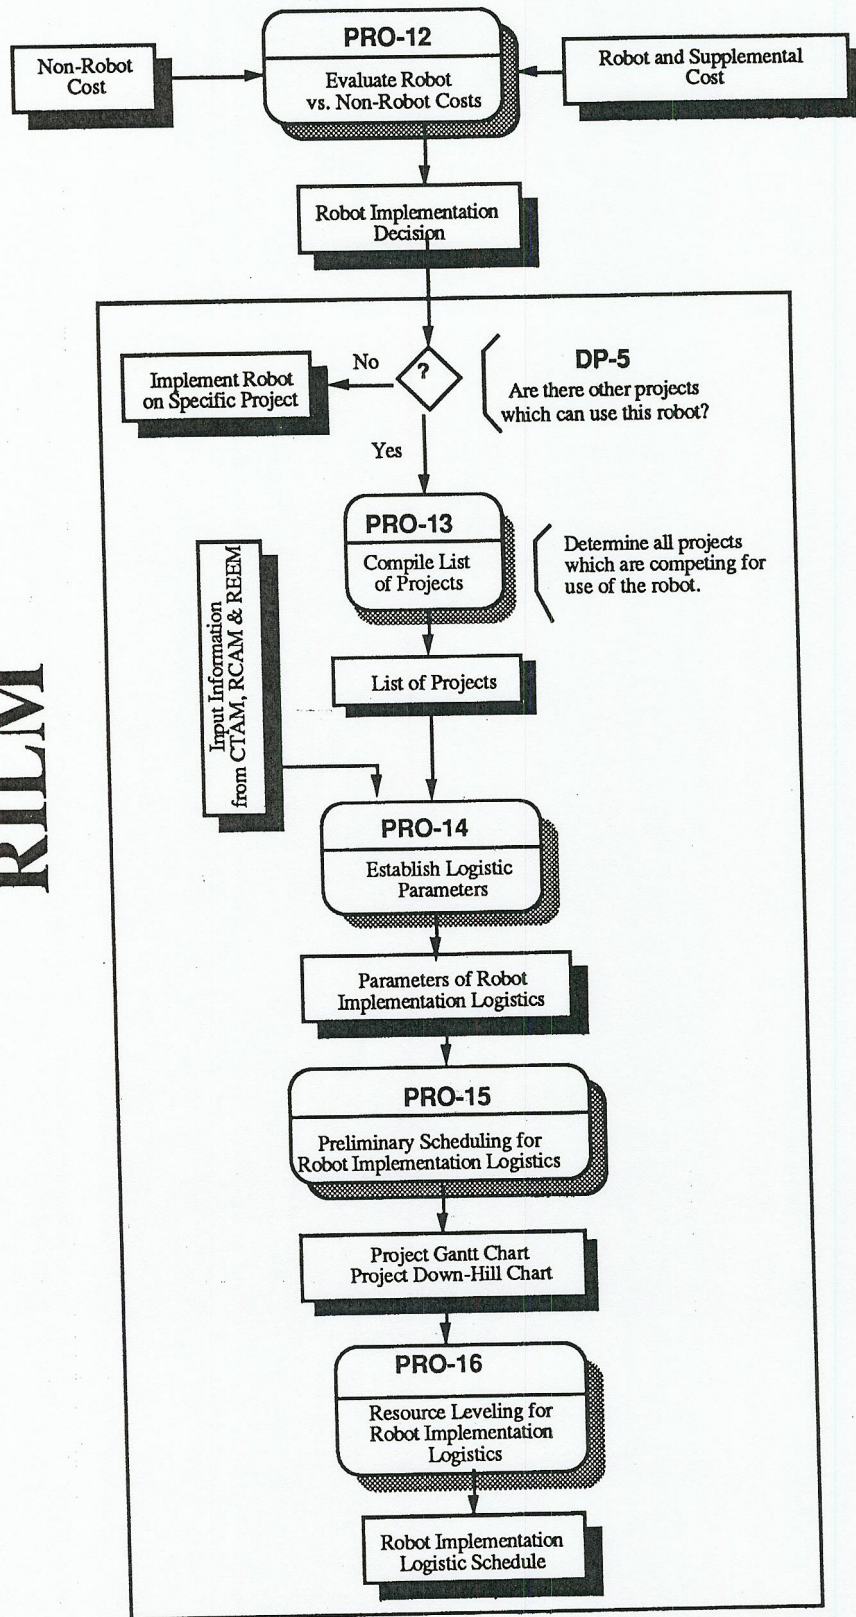 PRO-12
Evaluate Robot
vs. Non-Robot Costs
Non-Robot
Cost
Robot and Supplemental
Cost
Robot Implementation
Decision
?
No
Implement Robot
on Specific Project
DP-5
Are there other projects
which can use this robot?
Yes
PRO-13
Compile List
of Projects
Determine all projects
which are competing for
use of the robot.
Input Information
from CTAM, RCAM & REEM
List of Projects
RIILM
PRO-14
Establish Logistic
Parameters
Parameters of Robot
Implementation Logistics
PRO-15
Preliminary Scheduling for
Robot Implementation Logistics
Project Gantt Chart
Project Down-Hill Chart
PRO-16
Resource Leveling for
Robot Implementation
Logistics
Robot Implementation
Logistic Schedule